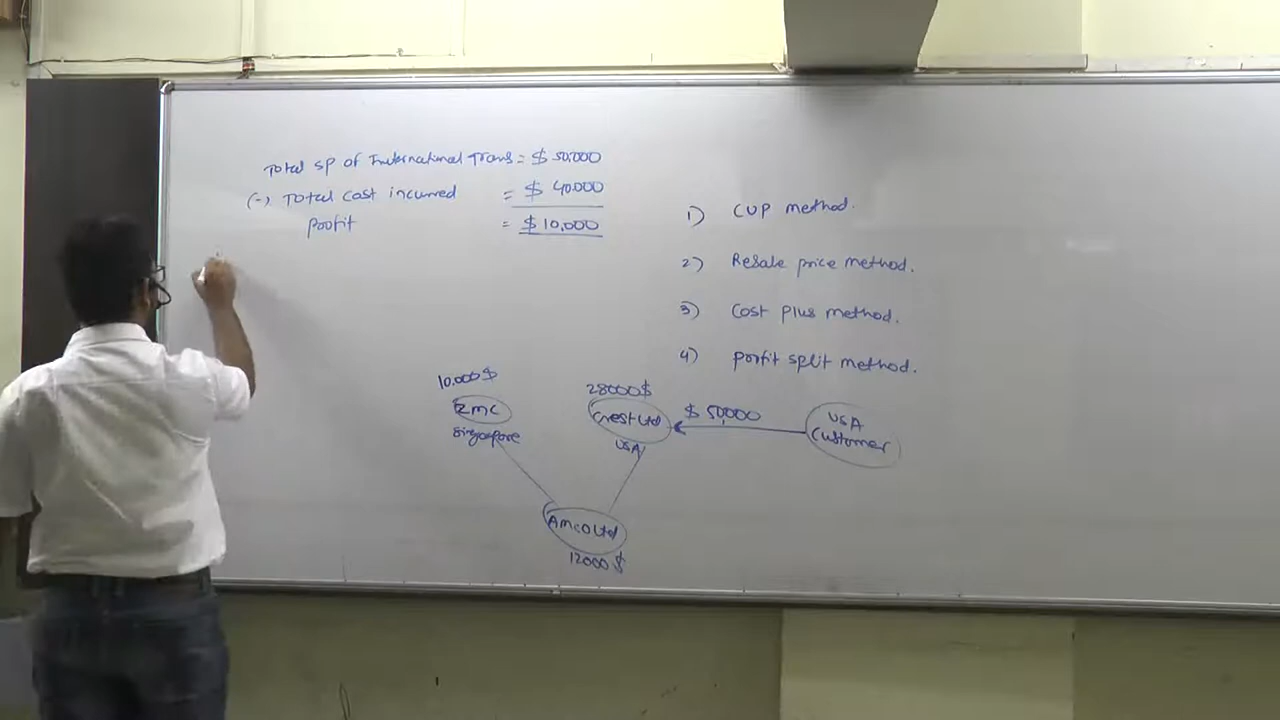 Total SP of International Trans = $ 50,000
(-) Total cost incurred = $ 40,000
Profit = $ 10,000
1) CUP method.
2) Resale price method.
3) Cost plus method.
4) Profit split method.
10,000 $
RMC
Singapore
28000 $
Crest Ltd
USA
$ 50,000
USA
Customer
AMCO Ltd
12000 $